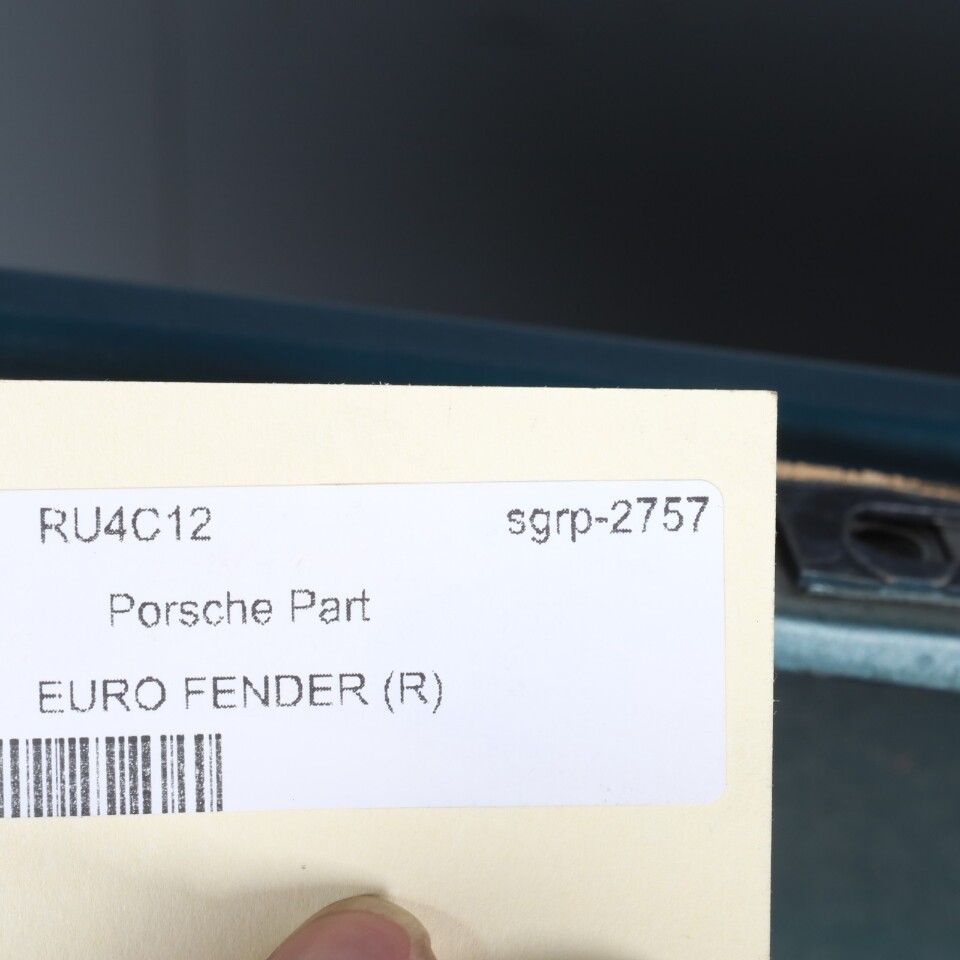 RU4C12 sgrp-2757
Porsche Part
EURO FENDER (R)